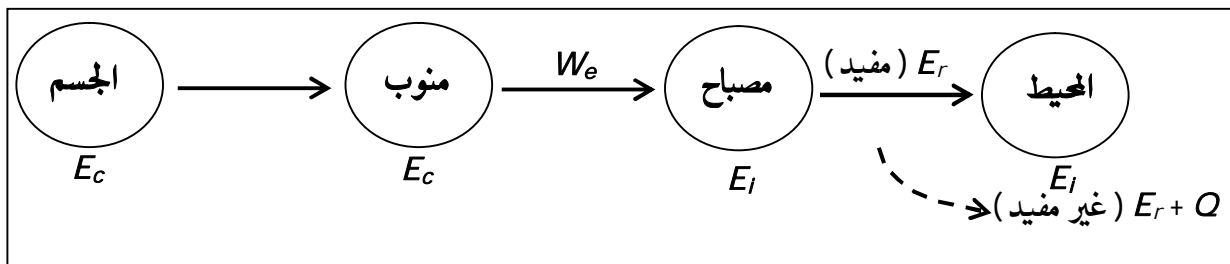 الجسم
E_c
منوب
E_c
W_e
مصباح
E_i
(مفيد) E_r
المحيط
E_i
(غير مفيد) E_r + Q